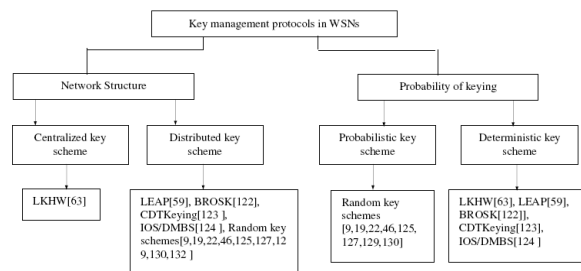 Key management protocols in WSNs
Network Structure
Probability of keying
Centralized key
scheme
Distributed key
scheme
Probabilistic key
scheme
Deterministic key
scheme
LKHW[63]
LEAP[59], BROSK[122],
CDTKeying[123 ],
IOS/DMBS[124 ], Random key
schemes[9,19,22,46,125,127,12
9,130,132 ]
Random key
schemes
[9,19,22,46,125,
127,129,130]
LKHW[63], LEAP[59],
BROSK[122]],
CDTKeying[123],
IOS/DMBS[124 ]